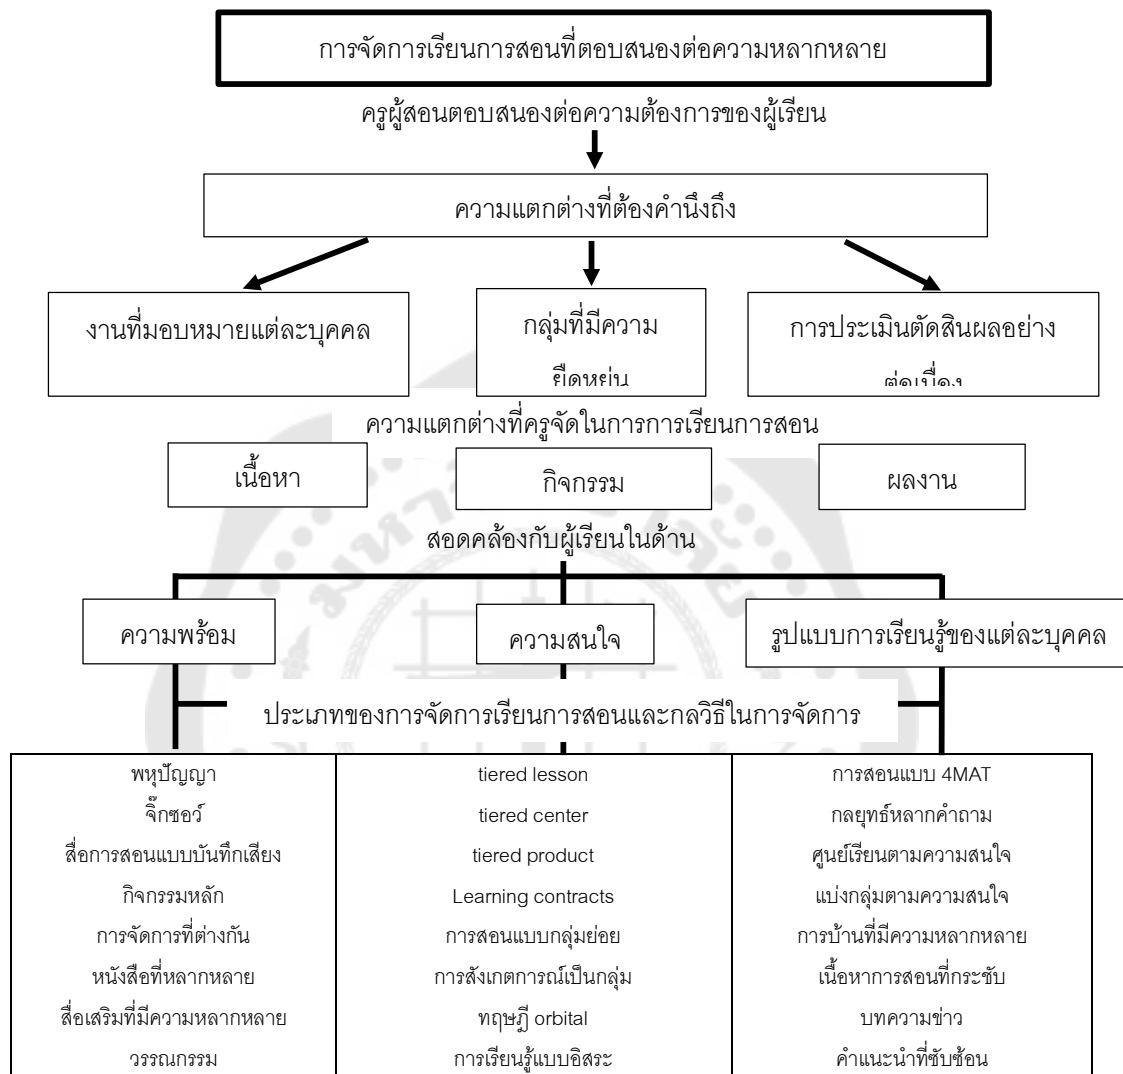 การจัดการเรียนการสอนที่ตอบสนองต่อความหลากหลาย
ครูผู้สอนตอบสนองต่อความต้องการของผู้เรียน
ความแตกต่างที่ต้องคำนึงถึง
งานที่มอบหมายแต่ละบุคคล
กลุ่มที่มีความ
ยืดหยุ่น
การประเมินตัดสินผลอย่าง
ต่อเนื่อง
ความแตกต่างที่ครูจัดในการการเรียนการสอน
เนื้อหา
กิจกรรม
ผลงาน
สอดคล้องกับผู้เรียนในด้าน
ความพร้อม
ความสนใจ
รูปแบบการเรียนรู้ของแต่ละบุคคล
ประเภทของการจัดการเรียนการสอนและกลวิธีในการจัดการ
พหุปัญญา
จิ๊กซอว์
สื่อการสอนแบบบันทึกเสียง
กิจกรรมหลัก
การจัดการที่ต่างกัน
หนังสือที่หลากหลาย
สื่อเสริมที่มีความหลากหลาย
วรรณกรรม
tiered lesson
tiered center
tiered product
Learning contracts
การสอนแบบกลุ่มย่อย
การสังเกตการณ์เป็นกลุ่ม
ทฤษฎี orbital
การเรียนรู้แบบอิสระ
การสอนแบบ 4MAT
กลยุทธ์หลากคำถาม
ศูนย์เรียนตามความสนใจ
แบ่งกลุ่มตามความสนใจ
การบ้านที่มีความหลากหลาย
เนื้อหาการสอนที่กระชับ
บทความข่าว
คำแนะนำที่ซับซ้อน